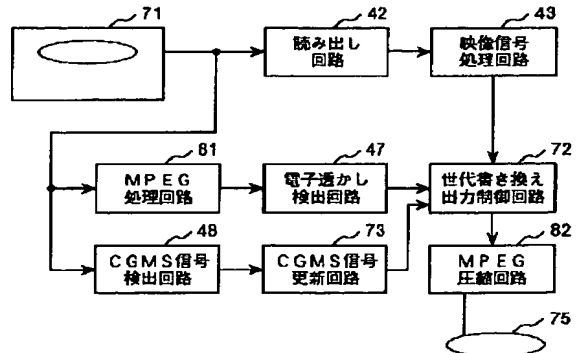 71
42
読み出し
回路
43
映像信号
処理回路
81
MPEG
処理回路
47
電子透かし
検出回路
72
世代書き換え
出力制御回路
48
CGMS信号
検出回路
73
CGMS信号
更新回路
82
MPEG
圧縮回路
75